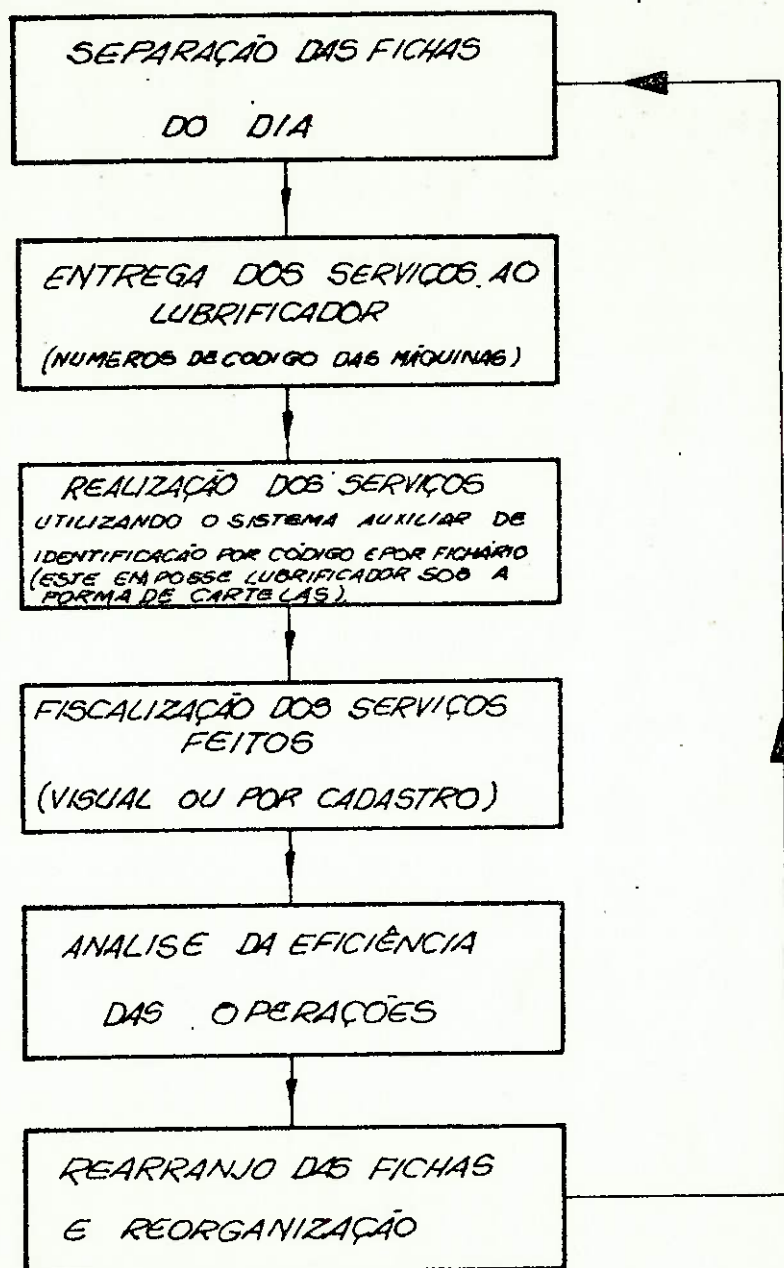 SEPARAÇÃO DAS FICHAS
DO DIA
ENTREGA DOS SERVIÇOS. AO
LUBRIFICADOR
(NUMEROS DE CODIGO DAS MÁQUINAS)
REALIZAÇÃO DOS SERVIÇOS
UTILIZANDO O SISTEMA AUXILIAR DE
IDENTIFICAÇÃO POR CÓDIGO E POR FICHÁRIO
(ESTE EM POSSE LUBRIFICADOR SOB A
FORMA DE CARTELAS)
FISCALIZAÇÃO DOS SERVIÇOS
FEITOS
(VISUAL OU POR CADASTRO)
ANALISE DA EFICIÊNCIA
DAS OPERAÇÕES
REARRANJO DAS FICHAS
E REORGANIZAÇÃO